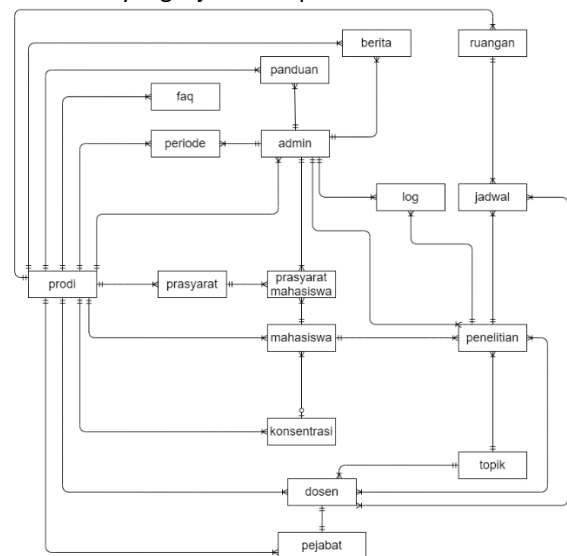 berita
ruangan
panduan
faq
periode
admin
log
jadwal
prodi
prasyarat
prasyarat
mahasiswa
mahasiswa
penelitian
konsentrasi
topik
dosen
pejabat